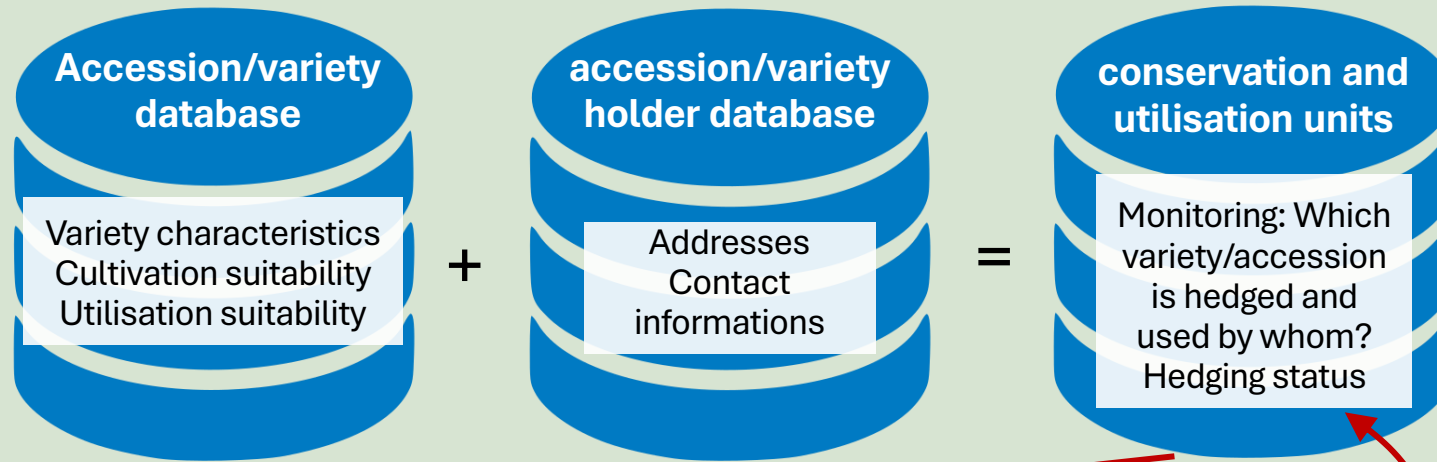 Accession/variety
database
Variety characteristics
Cultivation suitability
Utilisation suitability
+
accession/variety
holder database
Addresses
Contact
informations
=
conservation and
utilisation units
Monitoring: Which
variety/accession
is hedged and
used by whom?
Hedging status